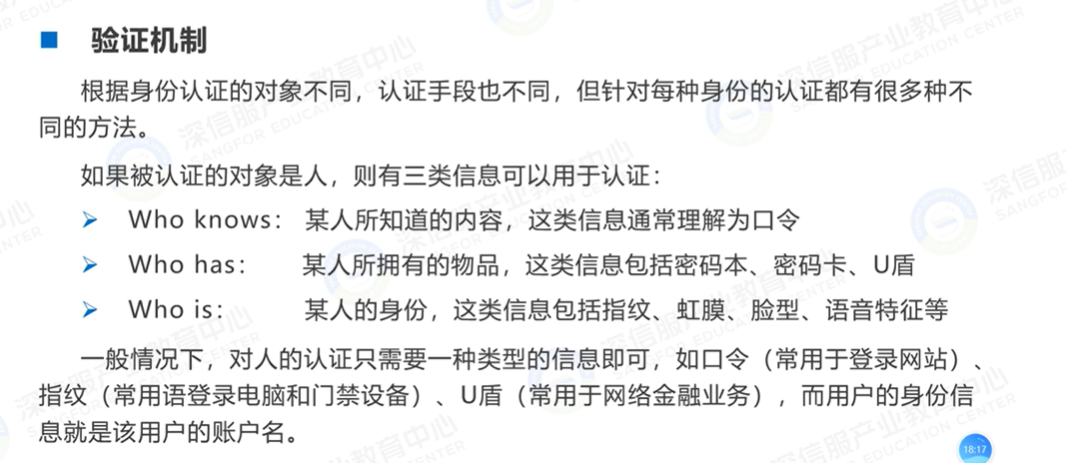 验证机制
根据身份认证的对象不同，认证手段也不同，但针对每种身份的认证都有很多种不
同的方法。
如果被认证的对象是人，则有三类信息可以用于认证：
Who knows： 某人所知道的内容，这类信息通常理解为口令
Who has： 某人所拥有的物品，这类信息包括密码本、密码卡、U盾
Who is： 某人的身份，这类信息包括指纹、虹膜、脸型、语音特征等
一般情况下，对人的认证只需要一种类型的信息即可，如口令（常用于登录网站）、
指纹（常用语登录电脑和门禁设备）、U盾（常用于网络金融业务），而用户的身份信
息就是该用户的账户名。
18:17
深信服产业教育中心
SANGFOR EDUCATION CENTER